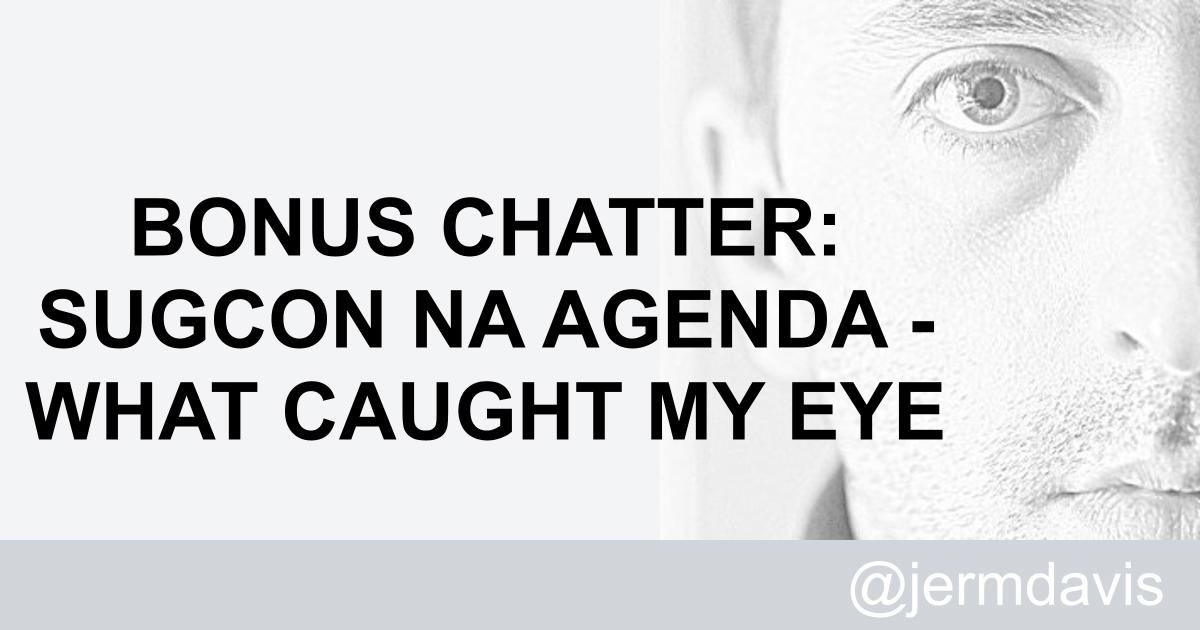 BONUS CHATTER:
SUGCON NA AGENDA -
WHAT CAUGHT MY EYE
@jermdavis